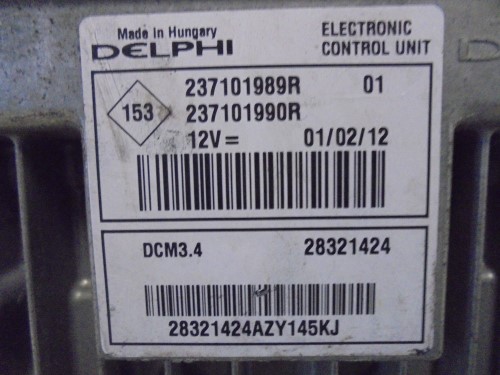 Made in Hungary
DELPHI
ELECTRONIC
CONTROL UNIT
153
237101989R 01
237101990R
12V= 01/02/12
DCM3.4 28321424
28321424AZY145KJ